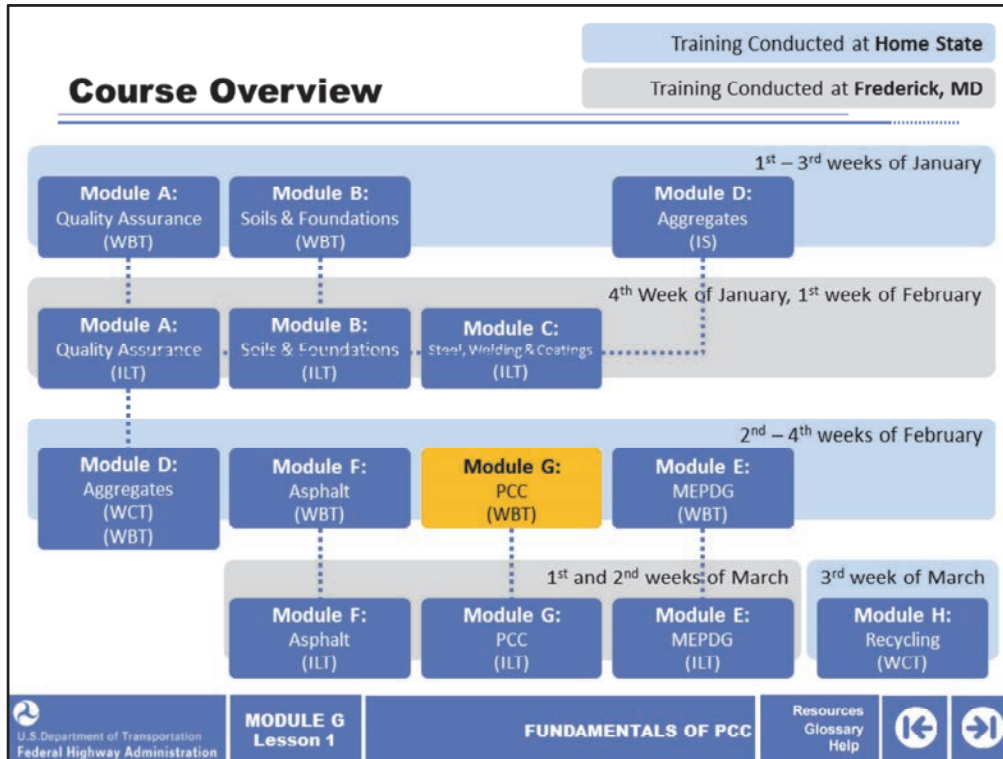 Training Conducted at Home State
Course Overview
Training Conducted at Frederick, MD
1st – 3rd weeks of January
Module A:
Quality Assurance
(WBT)
Module B:
Soils & Foundations
(WBT)
Module D:
Aggregates
(IS)
4th Week of January, 1st week of February
Module A:
Quality Assurance
(ILT)
Module B:
Soils & Foundations
(ILT)
Module C:
Steel, Welding & Coatings
(ILT)
2nd – 4th weeks of February
Module D:
Aggregates
(WCT)
(WBT)
Module F:
Asphalt
(WBT)
Module G:
PCC
(WBT)
Module E:
MEPDG
(WBT)
1st and 2nd weeks of March
3rd week of March
Module F:
Asphalt
(ILT)
Module G:
PCC
(ILT)
Module E:
MEPDG
(ILT)
Module H:
Recycling
(WCT)
U.S.Department of Transportation
Federal Highway Administration
MODULE G
Lesson 1
FUNDAMENTALS OF PCC
Resources
Glossary
Help